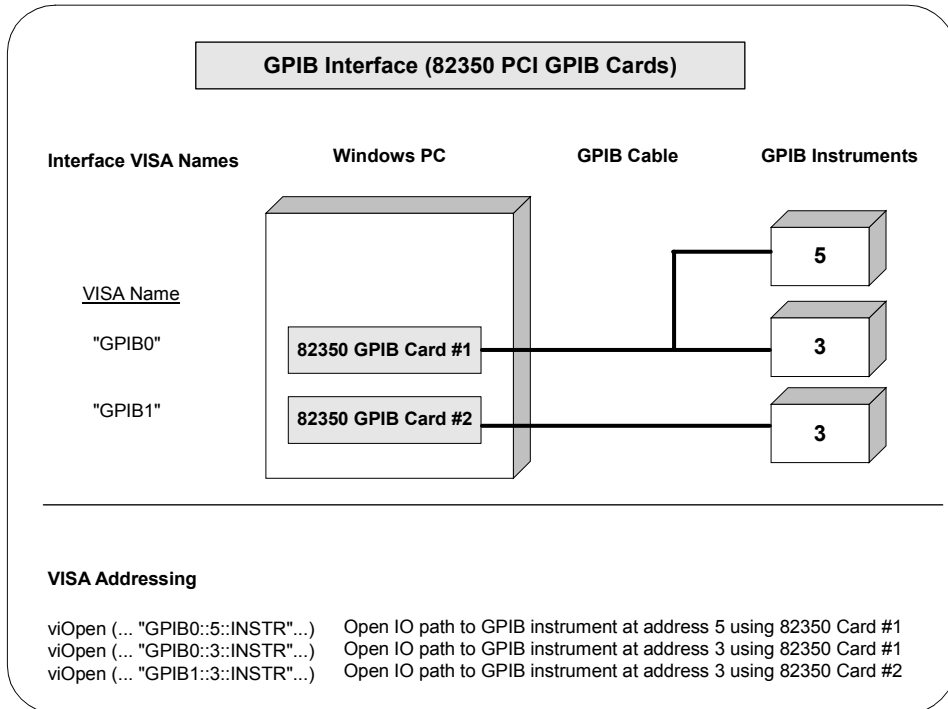 GPIB Interface (82350 PCI GPIB Cards)
Interface VISA Names
Windows PC
GPIB Cable
GPIB Instruments
5
VISA Name
"GPIB0"
82350 GPIB Card #1
3
"GPIB1"
82350 GPIB Card #2
3
VISA Addressing
viOpen (... "GPIB0::5::INSTR"...) Open IO path to GPIB instrument at address 5 using 82350 Card #1
viOpen (... "GPIB0::3::INSTR"...) Open IO path to GPIB instrument at address 3 using 82350 Card #1
viOpen (... "GPIB1::3::INSTR"...) Open IO path to GPIB instrument at address 3 using 82350 Card #2